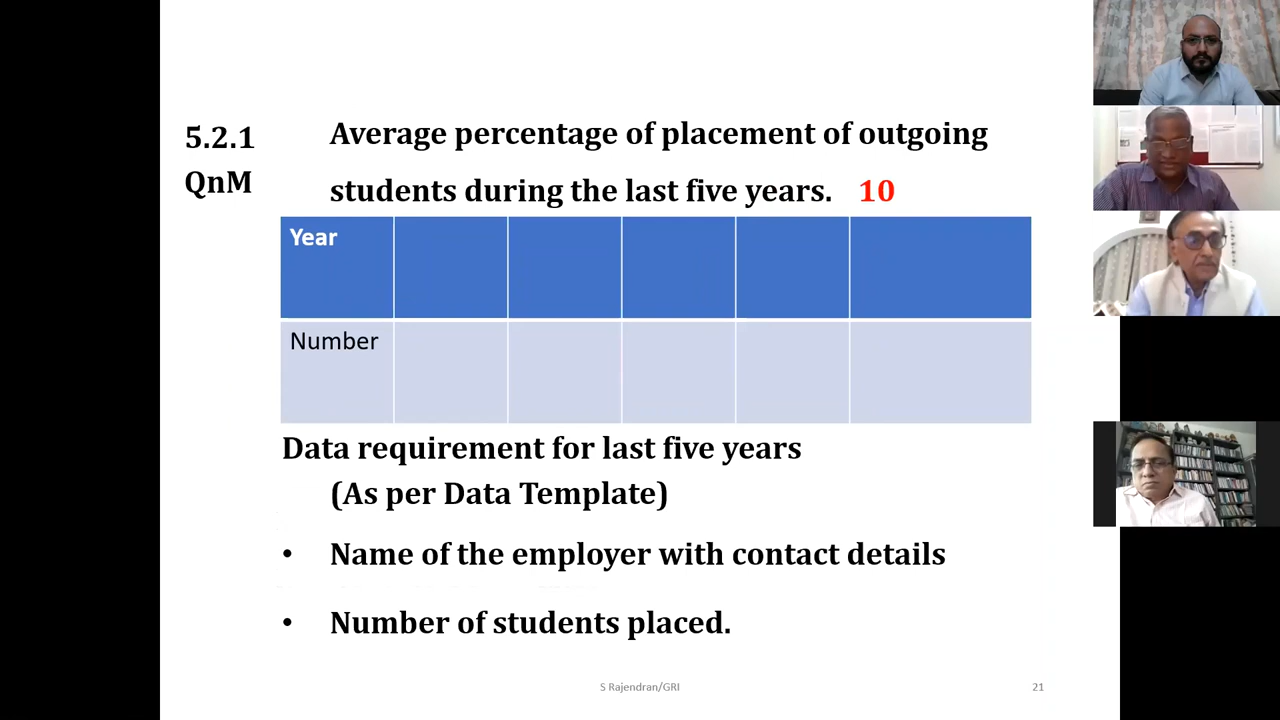 5.2.1
QnM
Average percentage of placement of outgoing
students during the last five years. 10
Year
Number
Data requirement for last five years
(As per Data Template)
• Name of the employer with contact details
• Number of students placed.
S Rajendran/GRI
21